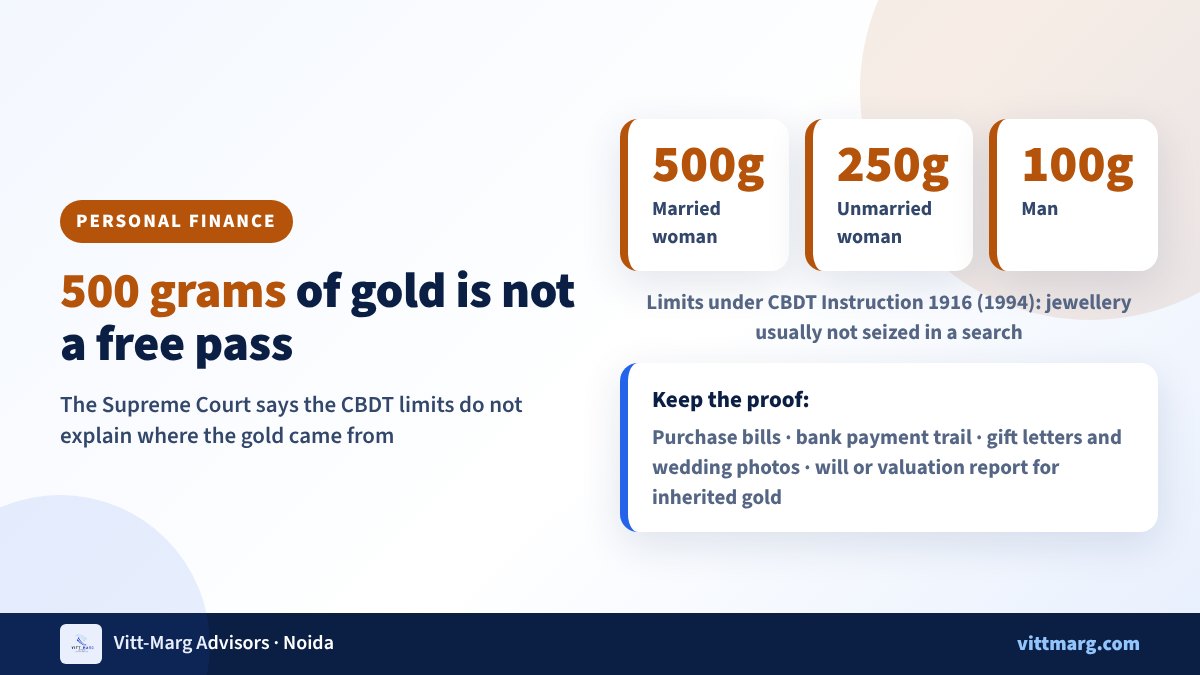 PERSONAL FINANCE
500 grams of gold is not
a free pass
The Supreme Court says the CBDT limits do not
explain where the gold came from
500g
Married
woman
250g
Unmarried
woman
100g
Man
Limits under CBDT Instruction 1916 (1994): jewellery
usually not seized in a search
Keep the proof:
Purchase bills · bank payment trail · gift letters and
wedding photos · will or valuation report for
inherited gold
VITT-MARG
Vitt-Marg Advisors · Noida
vittmarg.com